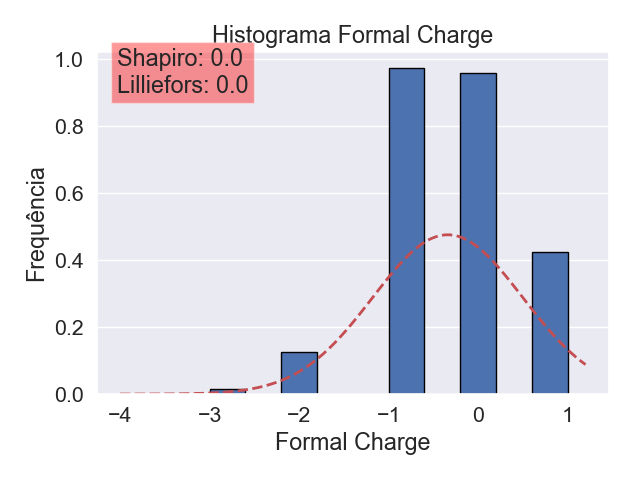 Histograma Formal Charge
Shapiro: 0.0
Lilliefors: 0.0
1.0
0.8
0.6
0.4
0.2
0.0
Frequência
−4 −3 −2 −1 0 1
Formal Charge